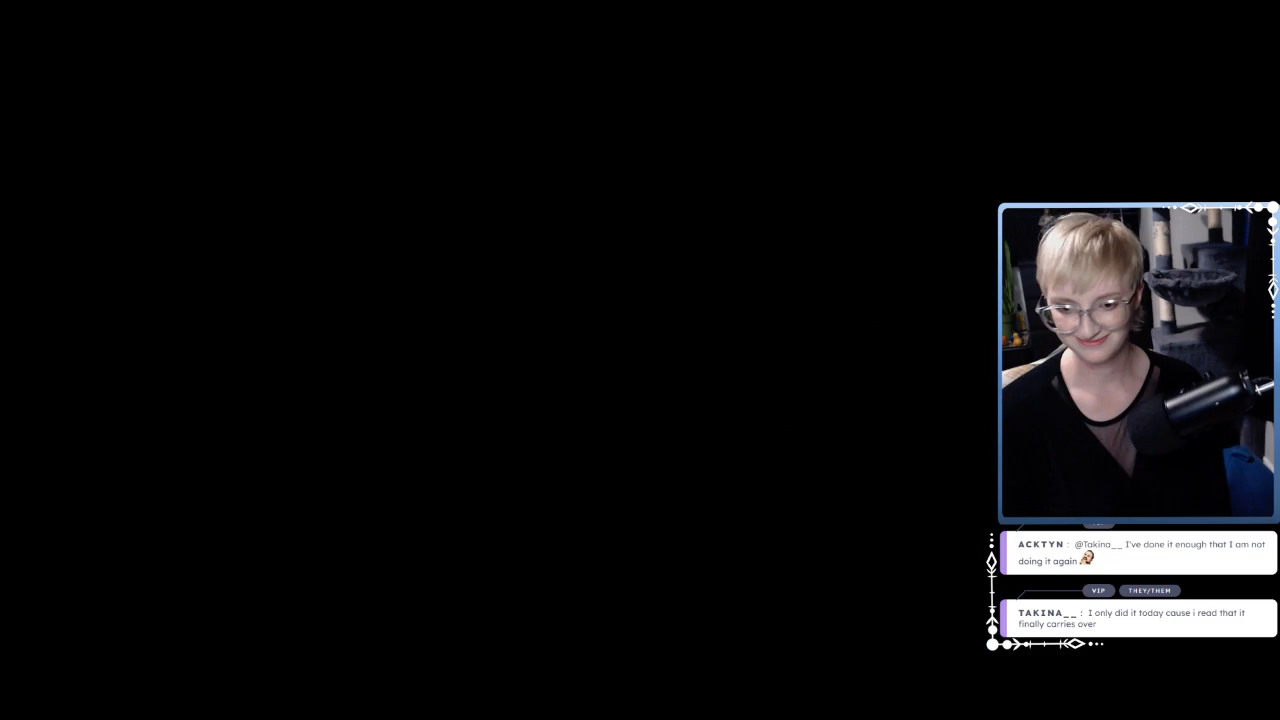 ACKTYN : @Takina__ I've done it enough that I am not
doing it again
VIP THEY/THEM
TAKINA__ : I only did it today cause i read that it
finally carries over